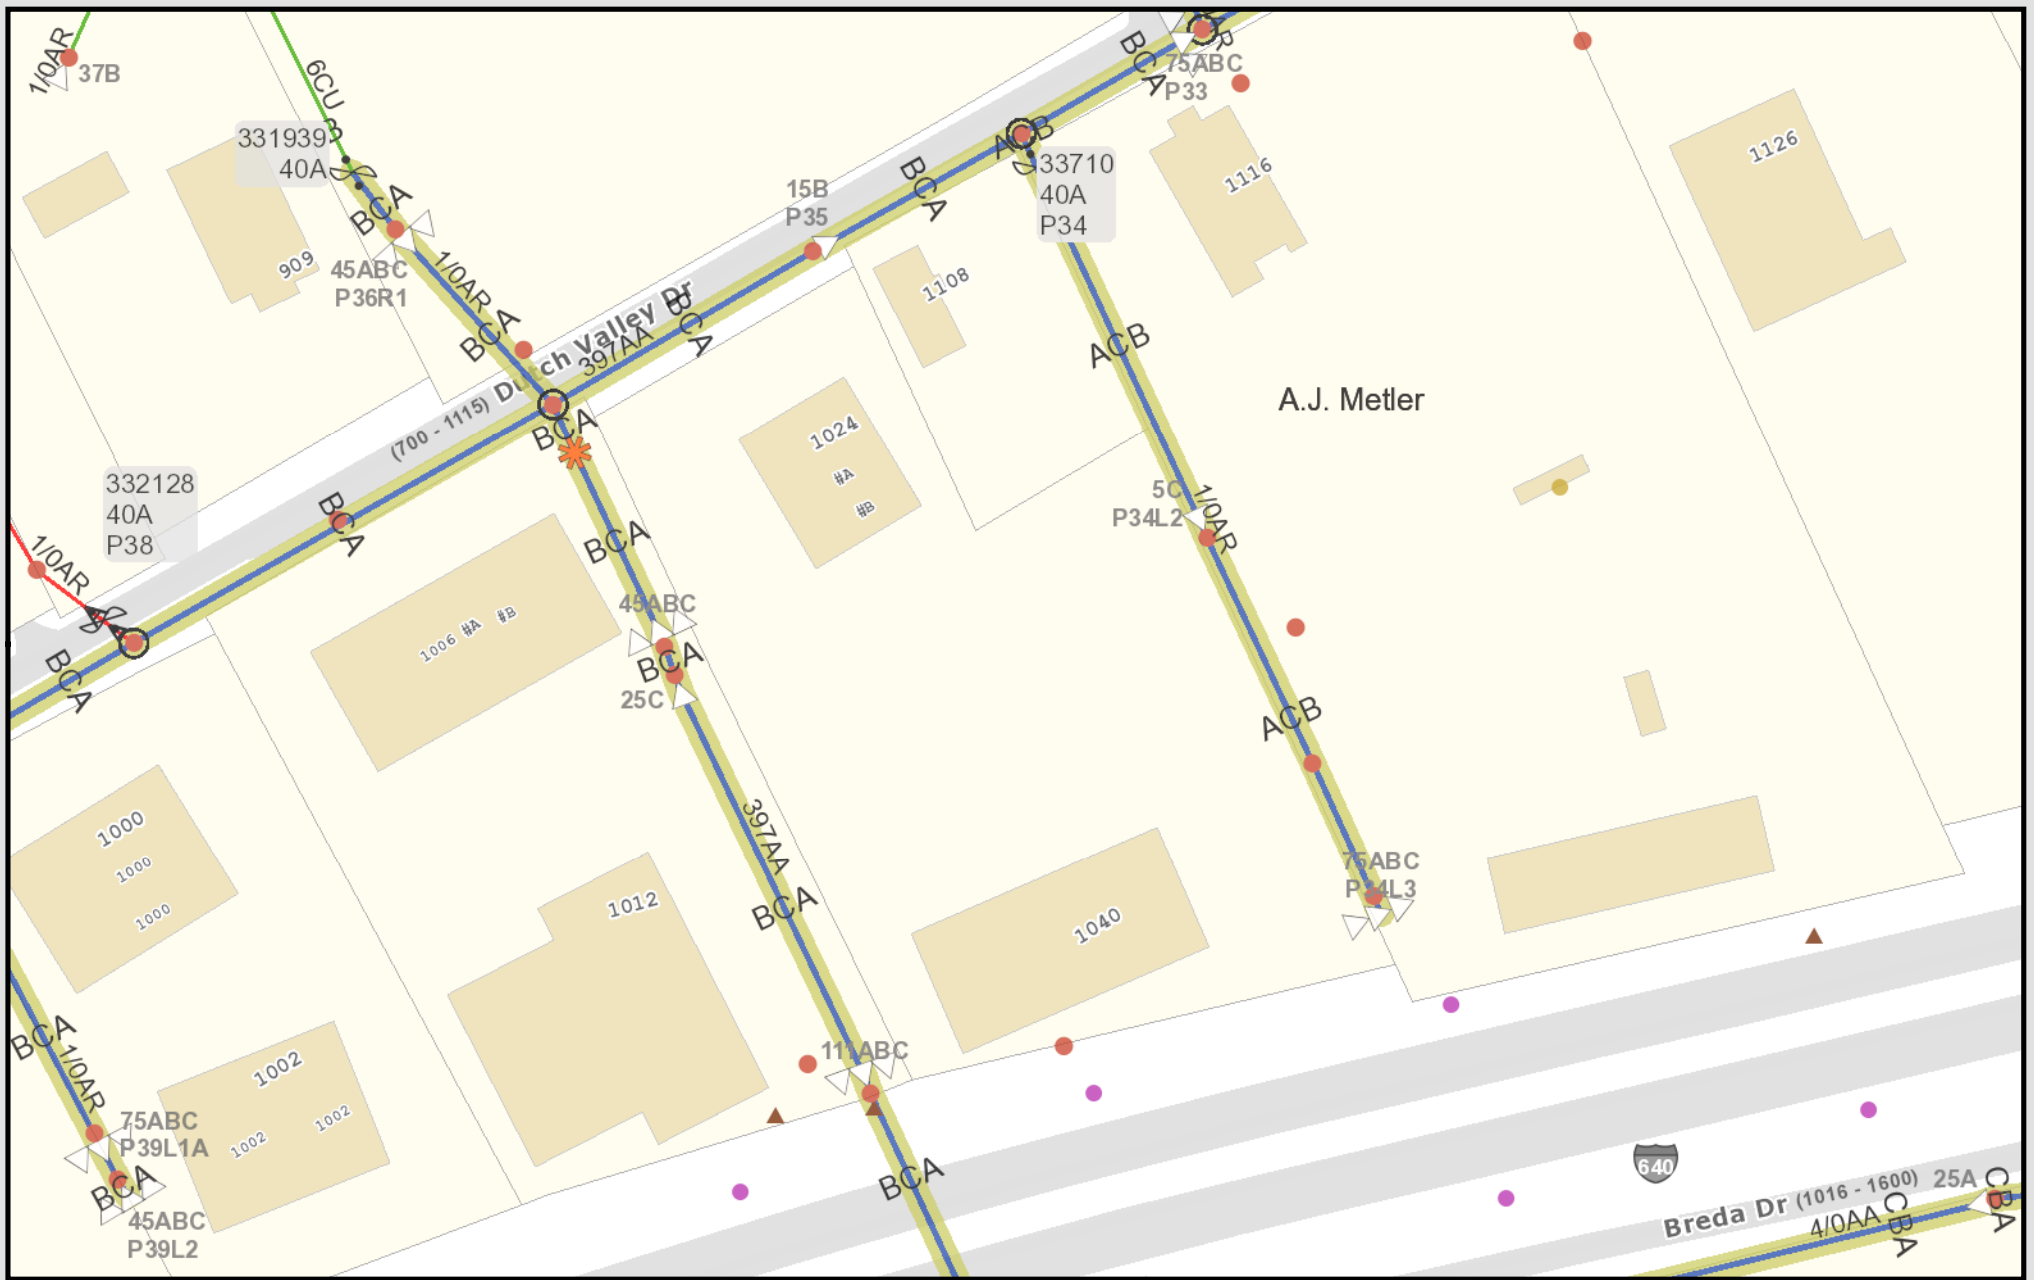 1/0AR
37B
6CU
331939
40A
BCA
909
45ABC
P36R1
1/0AR
BCA
15B
P35
BCA
BCA
75ABC
P33
ACB
33710
40A
P34
1116
1126
1108
Dutch Valley Dr
(700 - 1115)
397AA
BCA
BCA
ACB
A.J. Metler
1024
#A
#B
332128
40A
P38
1/0AR
BCA
BCA
BCA
5C
P34L2
1/0AR
1006 #A #B
45ABC
BCA
25C
ACB
1000
1000
1000
397AA
BCA
1012
1040
75ABC
P34L3
BCA
1/0AR
1002
1002
1002
111ABC
75ABC
P39L1A
BCA
45ABC
P39L2
BCA
640
Breda Dr (1016 - 1600)
25A
4/0AA
CBA
CBA